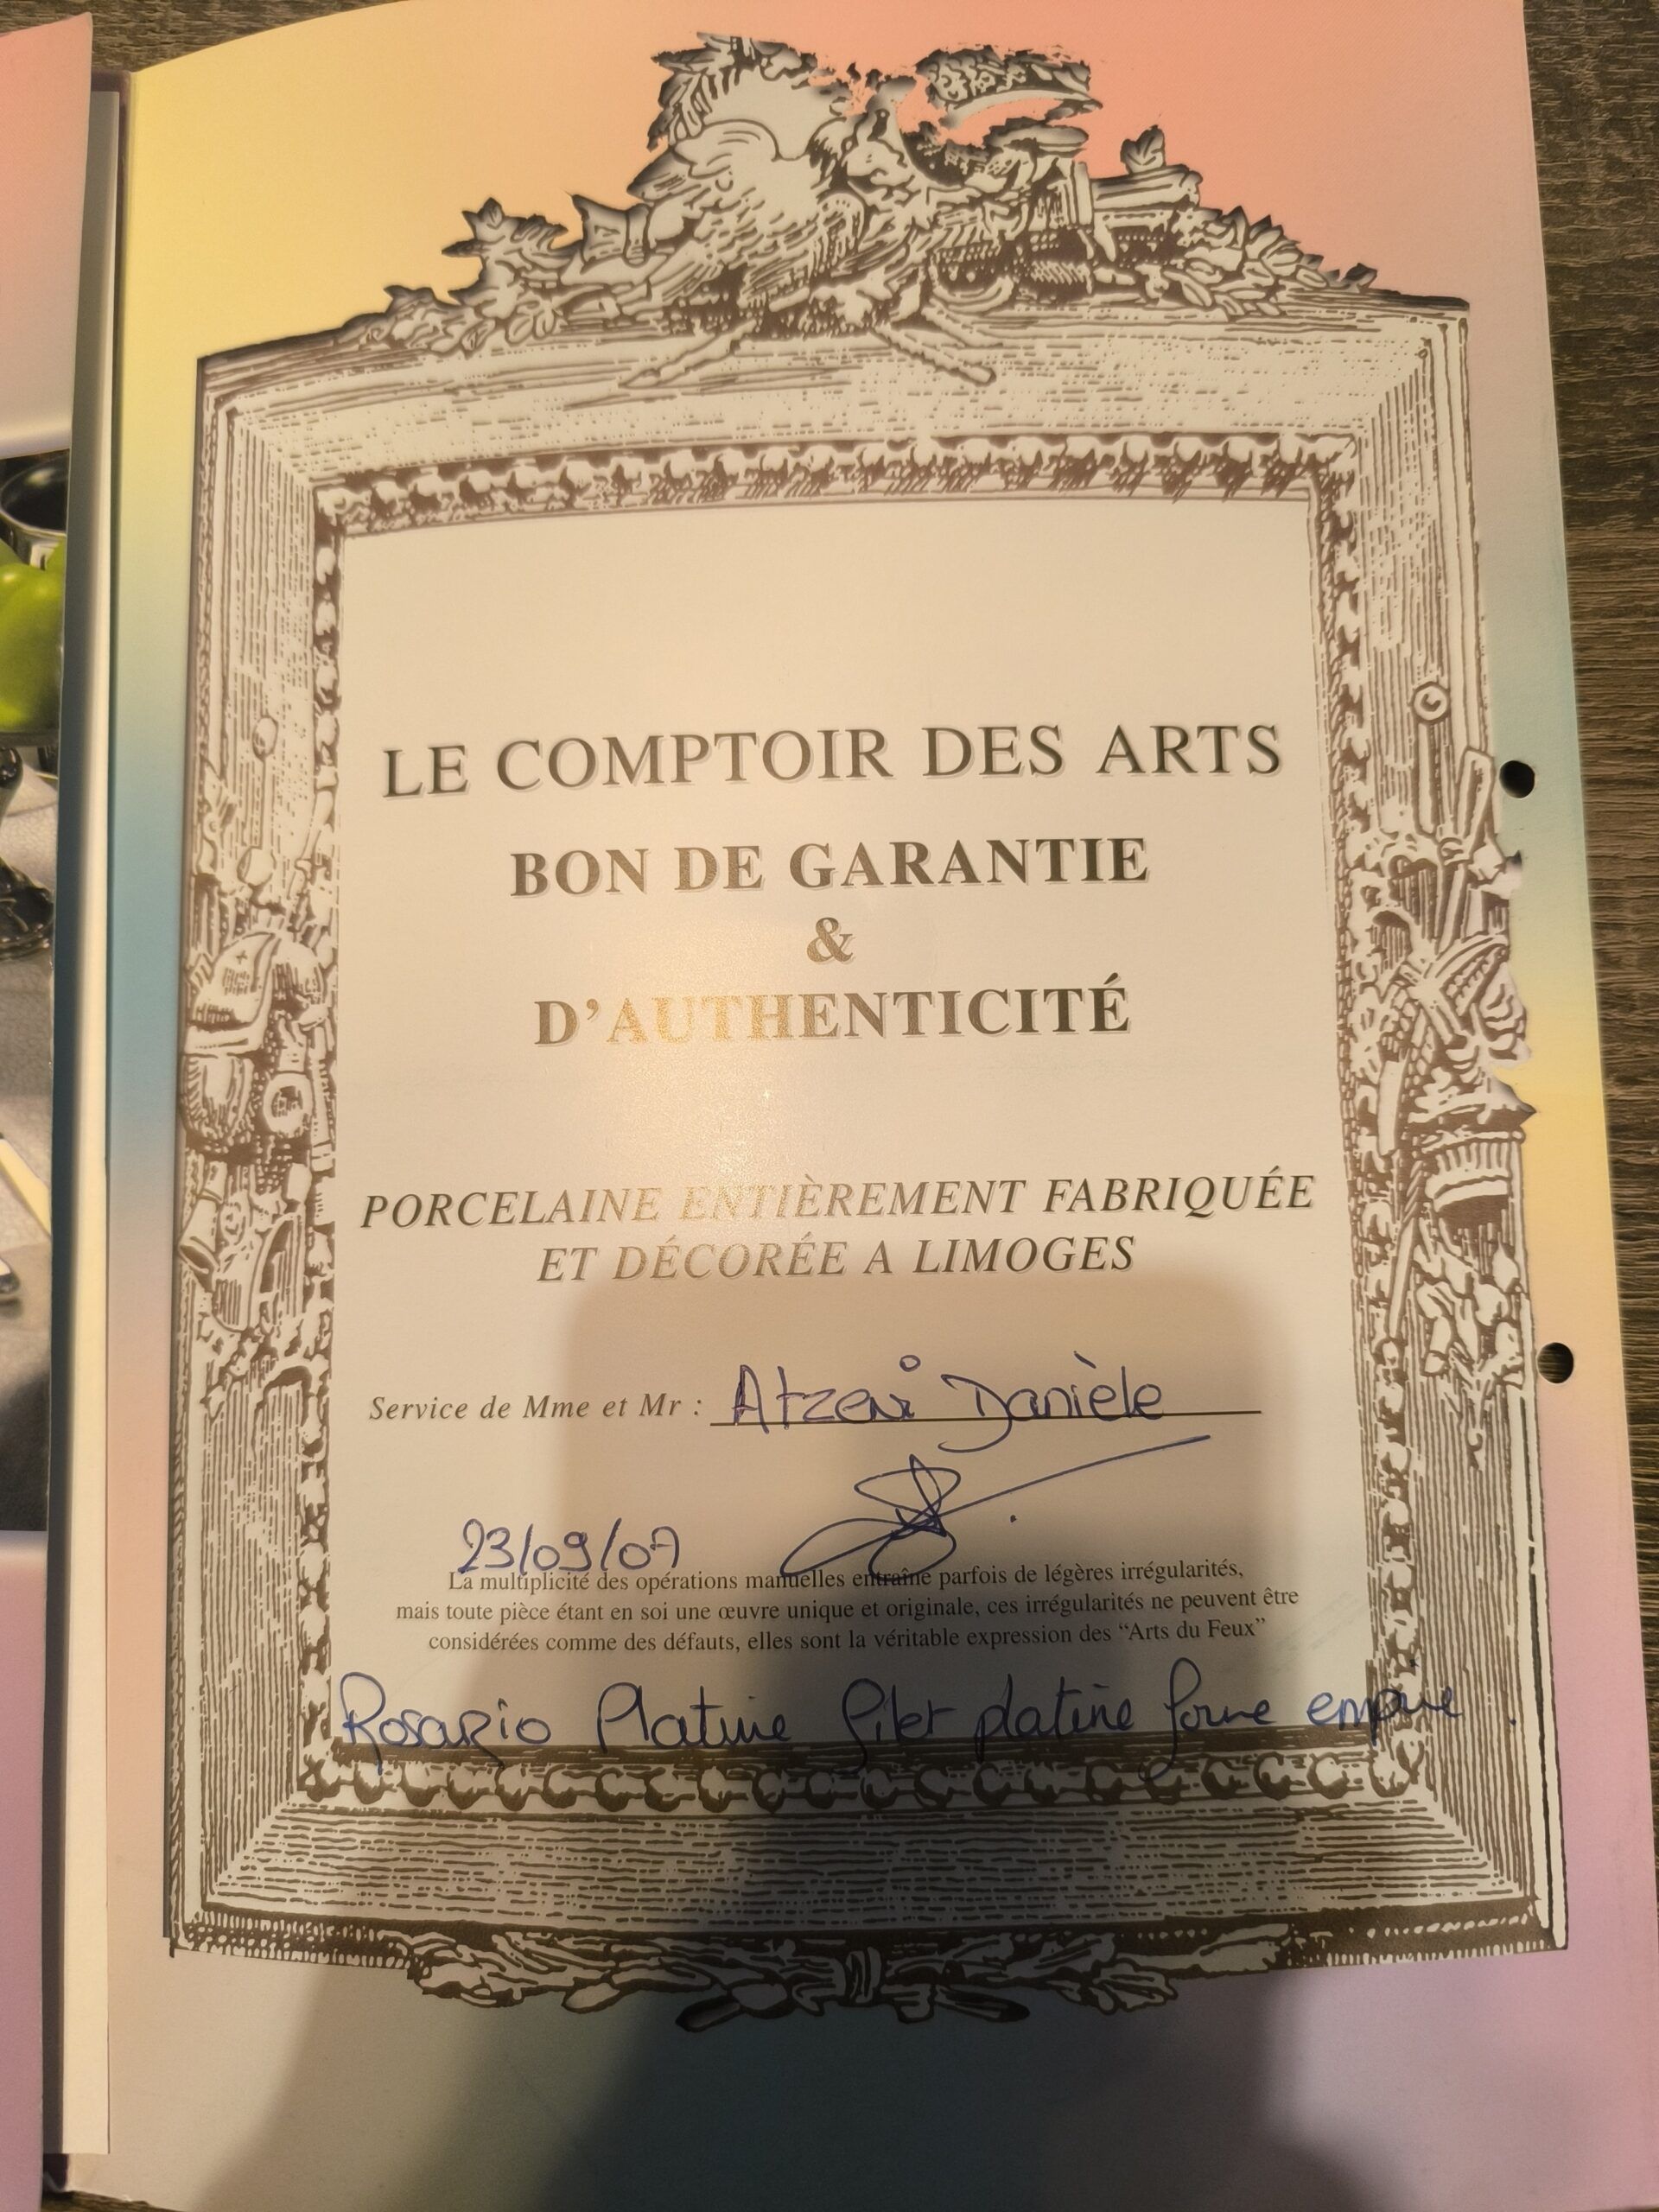 LE COMPTOIR DES ARTS
BON DE GARANTIE
&
D'AUTHENTICITÉ
PORCELAINE ENTIÈREMENT FABRIQUÉE
ET DÉCORÉE A LIMOGES
Service de Mme et Mr : Atzeni Danièle
23/09/07
La multiplicité des opérations manuelles entraîne parfois de légères irrégularités,
mais toute pièce étant en soi une œuvre unique et originale, ces irrégularités ne peuvent être
considérées comme des défauts, elles sont la véritable expression des “Arts du Feux”
Rosario Platine filet platine forme empire.